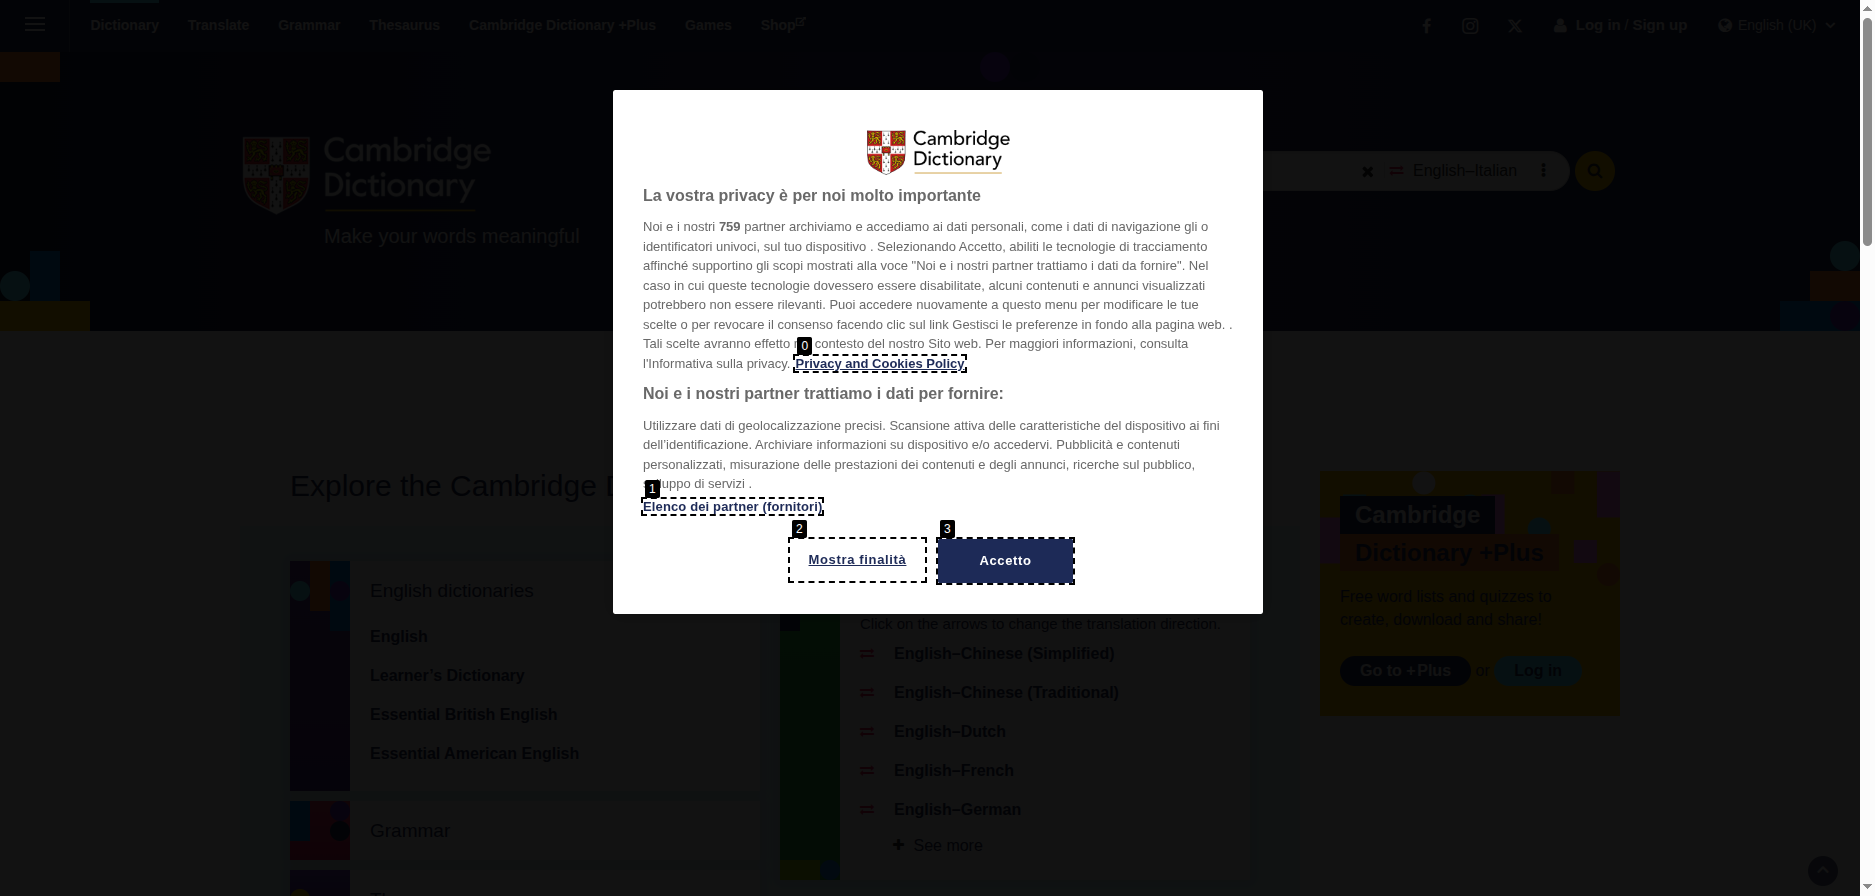 Dictionary Translate Grammar Thesaurus Cambridge Dictionary +Plus Games Shop Log in / Sign up English (UK)
Cambridge
Dictionary
Make your words meaningful
English–Italian
Cambridge
Dictionary
La vostra privacy è per noi molto importante
Noi e i nostri 759 partner archiviamo e accediamo ai dati personali, come i dati di navigazione gli o
identificatori univoci, sul tuo dispositivo . Selezionando Accetto, abiliti le tecnologie di tracciamento
affinché supportino gli scopi mostrati alla voce "Noi e i nostri partner trattiamo i dati da fornire". Nel
caso in cui queste tecnologie dovessero essere disabilitate, alcuni contenuti e annunci visualizzati
potrebbero non essere rilevanti. Puoi accedere nuovamente a questo menu per modificare le tue
scelte o per revocare il consenso facendo clic sul link Gestisci le preferenze in fondo alla pagina web. .
Tali scelte avranno effetto contesto del nostro Sito web. Per maggiori informazioni, consulta
0
l'Informativa sulla privacy. Privacy and Cookies Policy
Noi e i nostri partner trattiamo i dati per fornire:
Utilizzare dati di geolocalizzazione precisi. Scansione attiva delle caratteristiche del dispositivo ai fini
dell'identificazione. Archiviare informazioni su dispositivo e/o accedervi. Pubblicità e contenuti
personalizzati, misurazione delle prestazioni dei contenuti e degli annunci, ricerche sul pubblico,
di servizi .
1
Elenco dei partner (fornitori)
2 3
Mostra finalità Accetto
Explore the Cambridge
English dictionaries
English
Learner's Dictionary
Essential British English
Essential American English
Grammar
Click on the arrows to change the translation direction.
English–Chinese (Simplified)
English–Chinese (Traditional)
English–Dutch
English–French
English–German
See more
Cambridge
Dictionary +Plus
Free word lists and quizzes to
create, download and share!
Go to +Plus or Log in